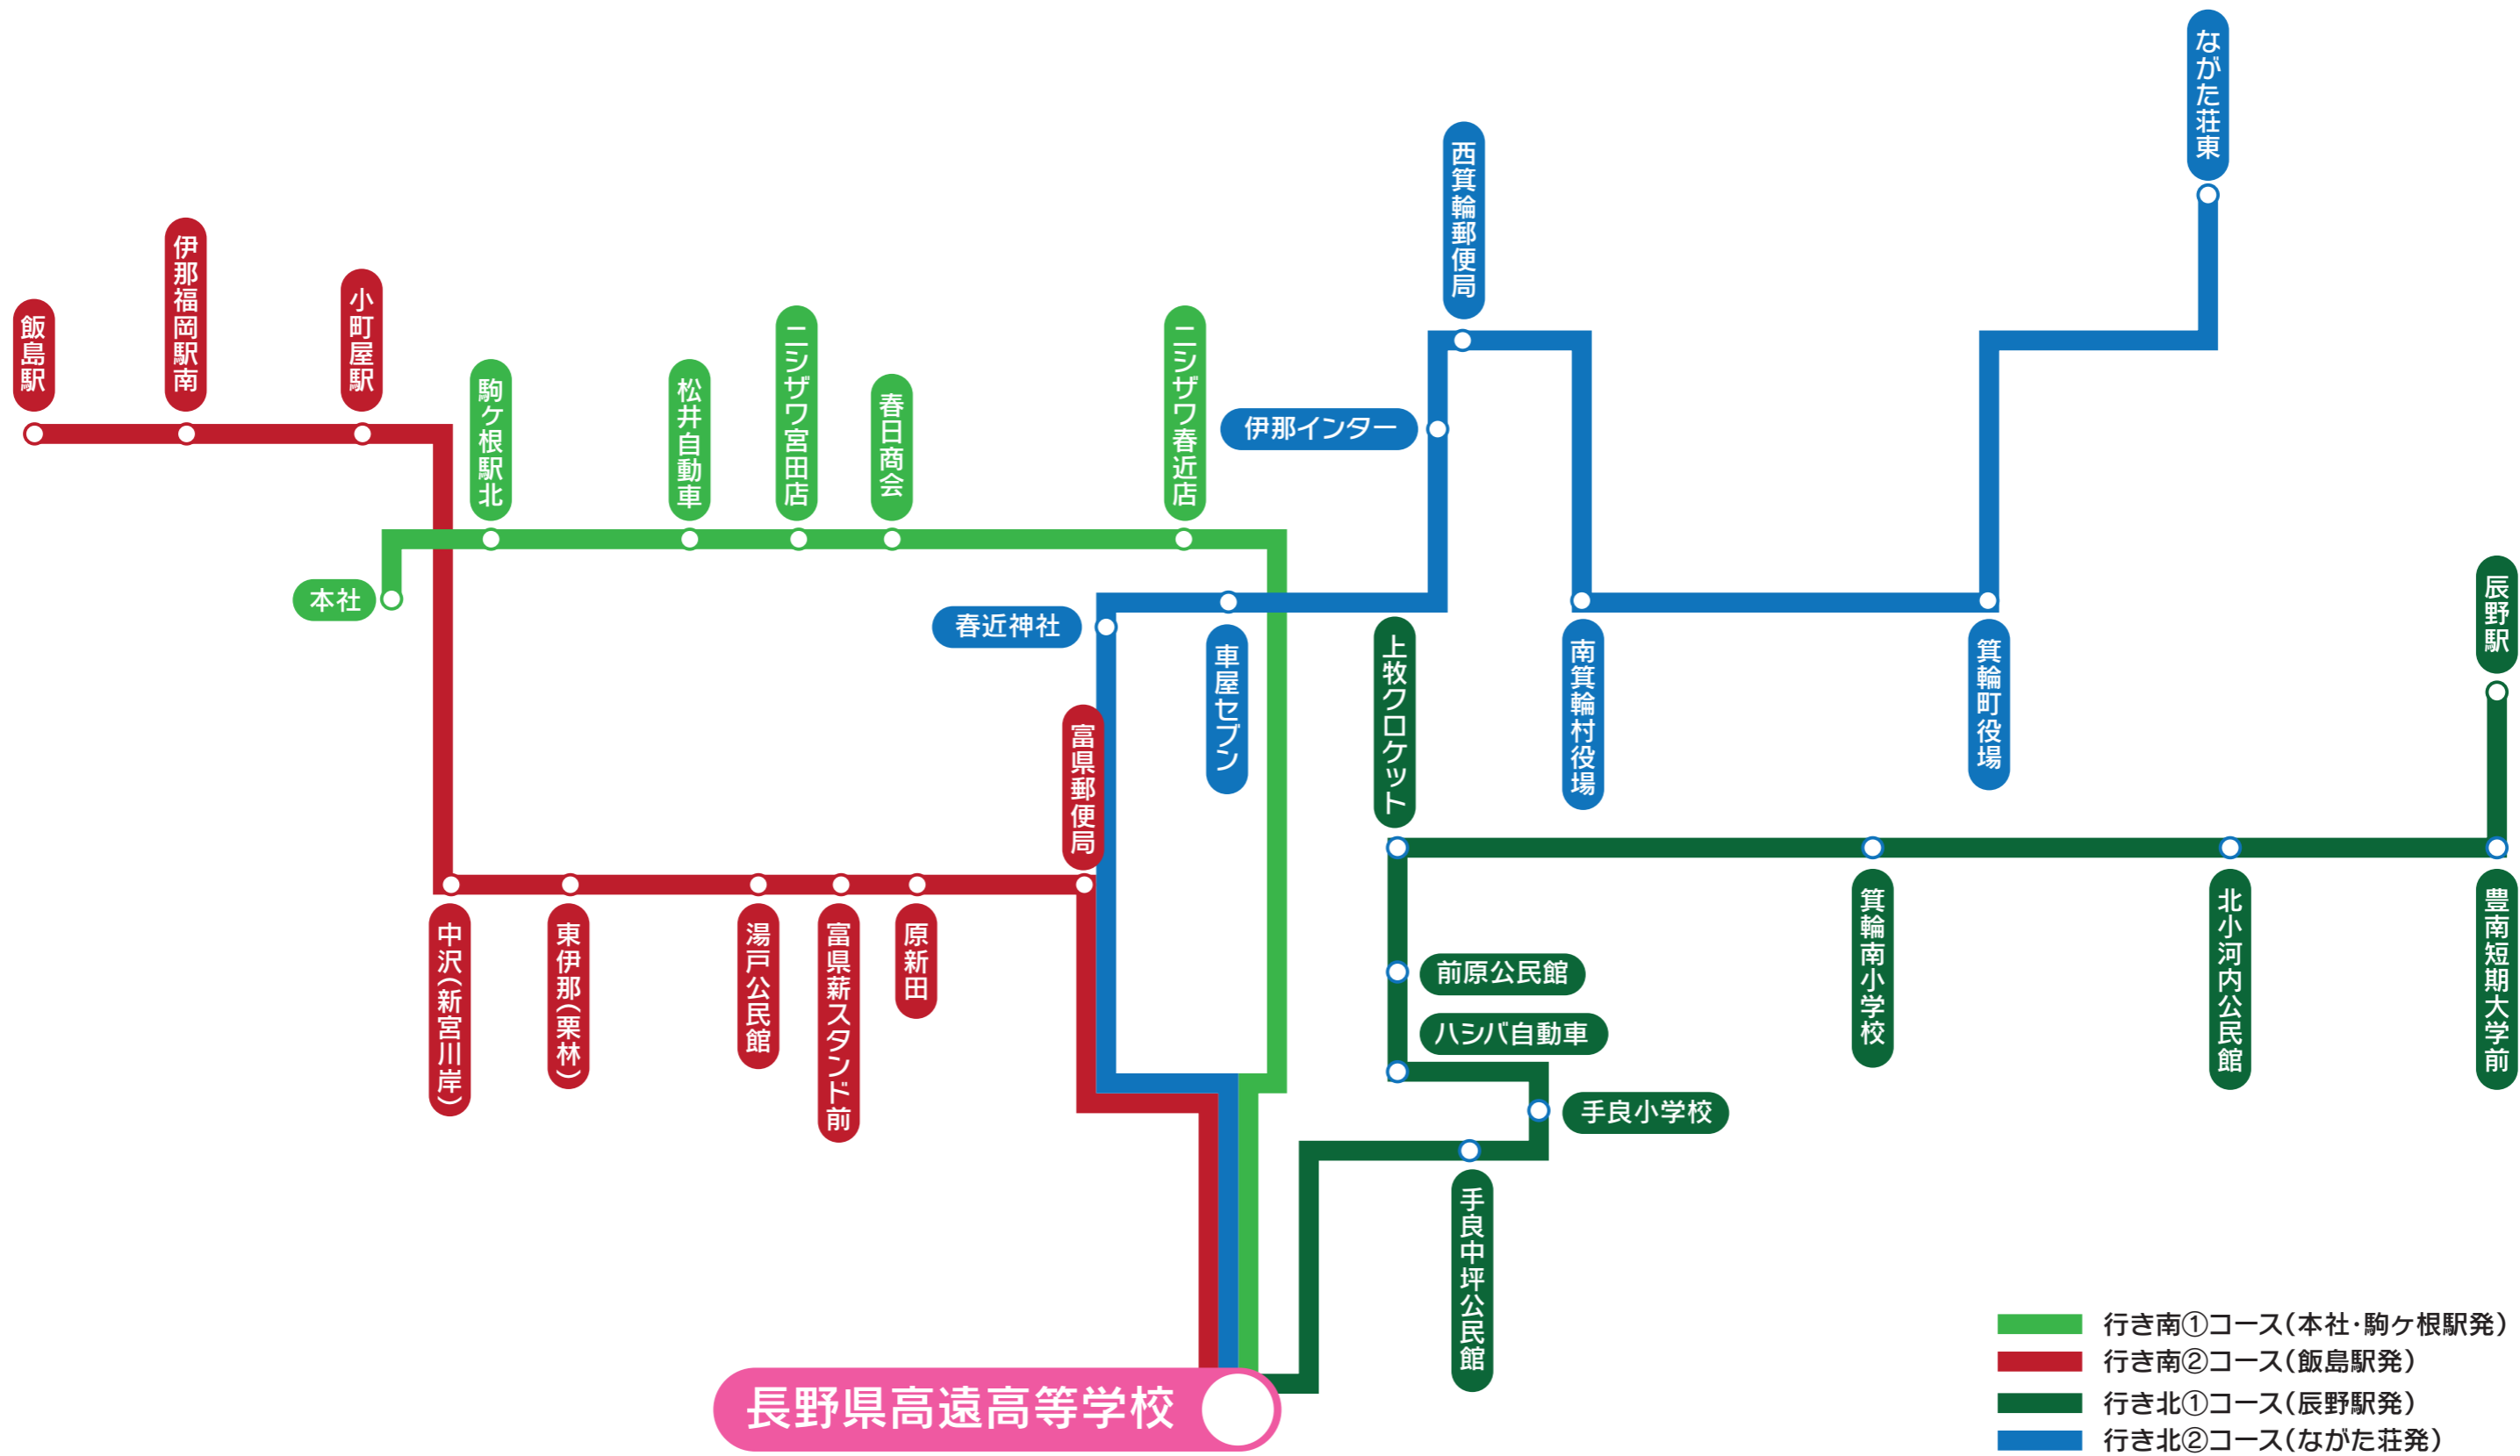 ながた荘東
西箕輪郵便局
伊那福岡駅南
小町屋駅
飯島駅
ニシザワ宮田店
ニシザワ春近店
駒ケ根駅北
松井自動車
春日商会
伊那インター
本社
春近神社
車屋セブン
上牧クロケット
南箕輪村役場
箕輪町役場
辰野駅
富県郵便局
中沢(新宮川岸)
東伊那(栗林)
湯戸公民館
富県薪スタンド前
原新田
前原公民館
ハシバ自動車
箕輪南小学校
北小河内公民館
豊南短期大学前
手良小学校
手良中坪公民館
長野県高遠高等学校
行き南①コース(本社・駒ヶ根駅発)
行き南②コース(飯島駅発)
行き北①コース(辰野駅発)
行き北②コース(ながた荘発)